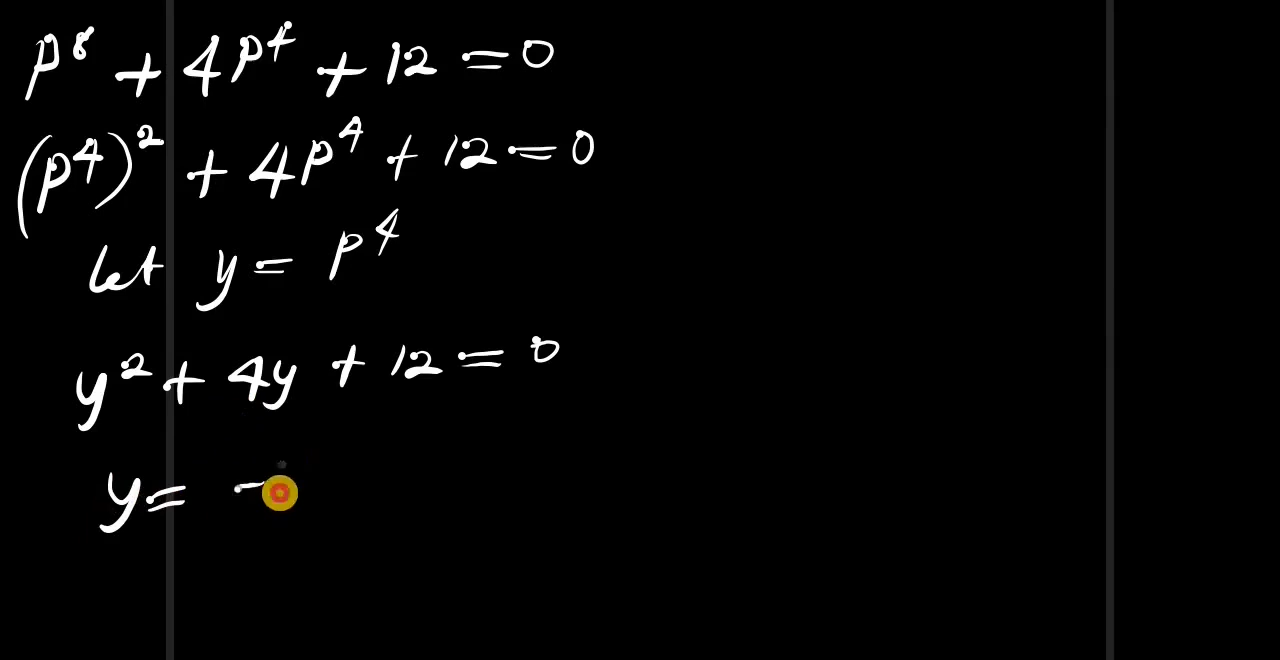 p⁸ + 4p⁴ + 12 = 0
(p⁴)² + 4p⁴ + 12 = 0
let y = p⁴
y² + 4y + 12 = 0
y = -